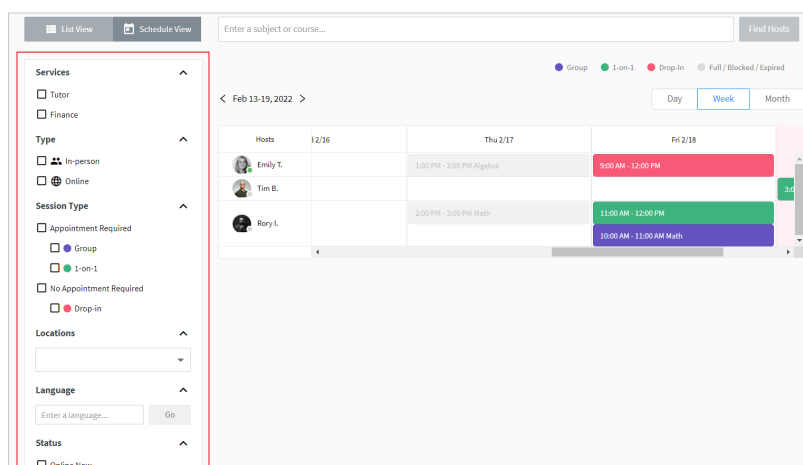 List View Schedule View Enter a subject or course... Find Hosts
Group 1-on-1 Drop-In Full / Blocked / Expired
Services
Tutor
Finance
Type
In-person
Online
Session Type
Appointment Required
Group
1-on-1
No Appointment Required
Drop-in
Locations
Language
Enter a language... Go
Status
Online Now
Feb 13-19, 2022 Day Week Month
Hosts 2/16 Thu 2/17 Fri 2/18
Emily T. 1:00 PM - 2:00 PM Algebra 9:00 AM - 12:00 PM
Tim B. 3:0
Rory I. 2:00 PM - 3:00 PM Math 11:00 AM - 12:00 PM
10:00 AM - 11:00 AM Math